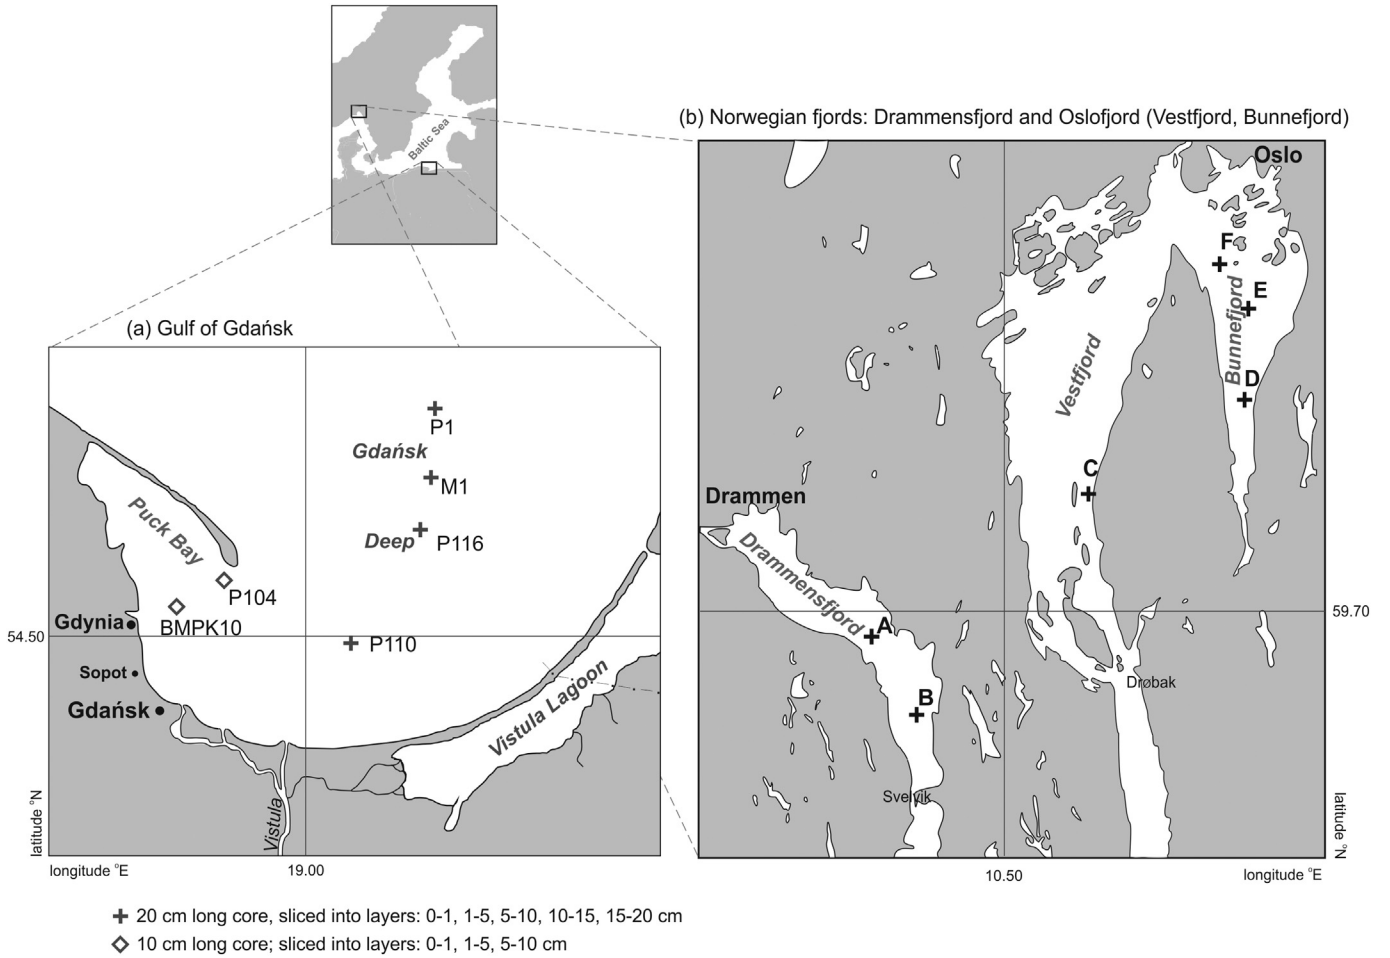 Baltic Sea
(b) Norwegian fjords: Drammensfjord and Oslofjord (Vestfjord, Bunnefjord)
Oslo
F
E
Bunnefjord
D
Vestfjord
C
Drammen
Drammensfjord
A
59.70
B
Drøbak
Svelvik
latitude °N
10.50
longitude °E
(a) Gulf of Gdańsk
P1
Gdańsk
M1
Deep
P116
Puck Bay
P104
BMPK10
Gdynia
54.50
P110
Sopot
Gdańsk
Vistula Lagoon
Vistula
latitude °N
longitude °E
19.00
20 cm long core, sliced into layers: 0-1, 1-5, 5-10, 10-15, 15-20 cm
10 cm long core; sliced into layers: 0-1, 1-5, 5-10 cm